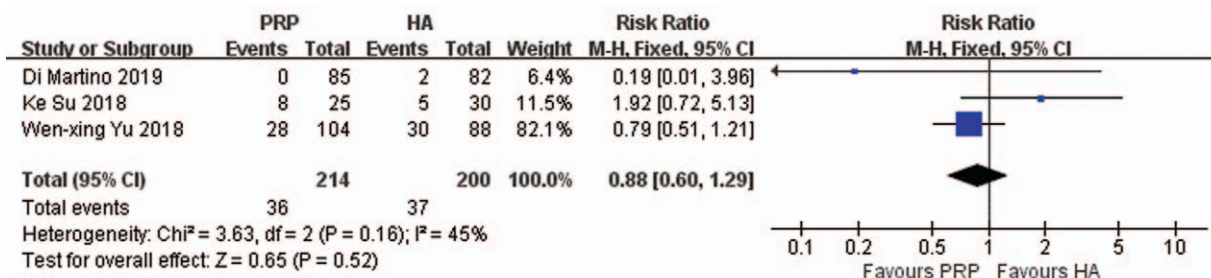 PRP HA Risk Ratio Risk Ratio
Study or Subgroup Events Total Events Total Weight M-H, Fixed, 95% CI M-H, Fixed, 95% CI
Di Martino 2019 0 85 2 82 6.4% 0.19 [0.01, 3.96]
Ke Su 2018 8 25 5 30 11.5% 1.92 [0.72, 5.13]
Wen-xing Yu 2018 28 104 30 88 82.1% 0.79 [0.51, 1.21]
Total (95% CI) 214 200 100.0% 0.88 [0.60, 1.29]
Total events 36 37
Heterogeneity: Chi² = 3.63, df = 2 (P = 0.16); I² = 45%
Test for overall effect: Z = 0.65 (P = 0.52)
0.1 0.2 0.5 1 2 5 10
Favours PRP Favours HA